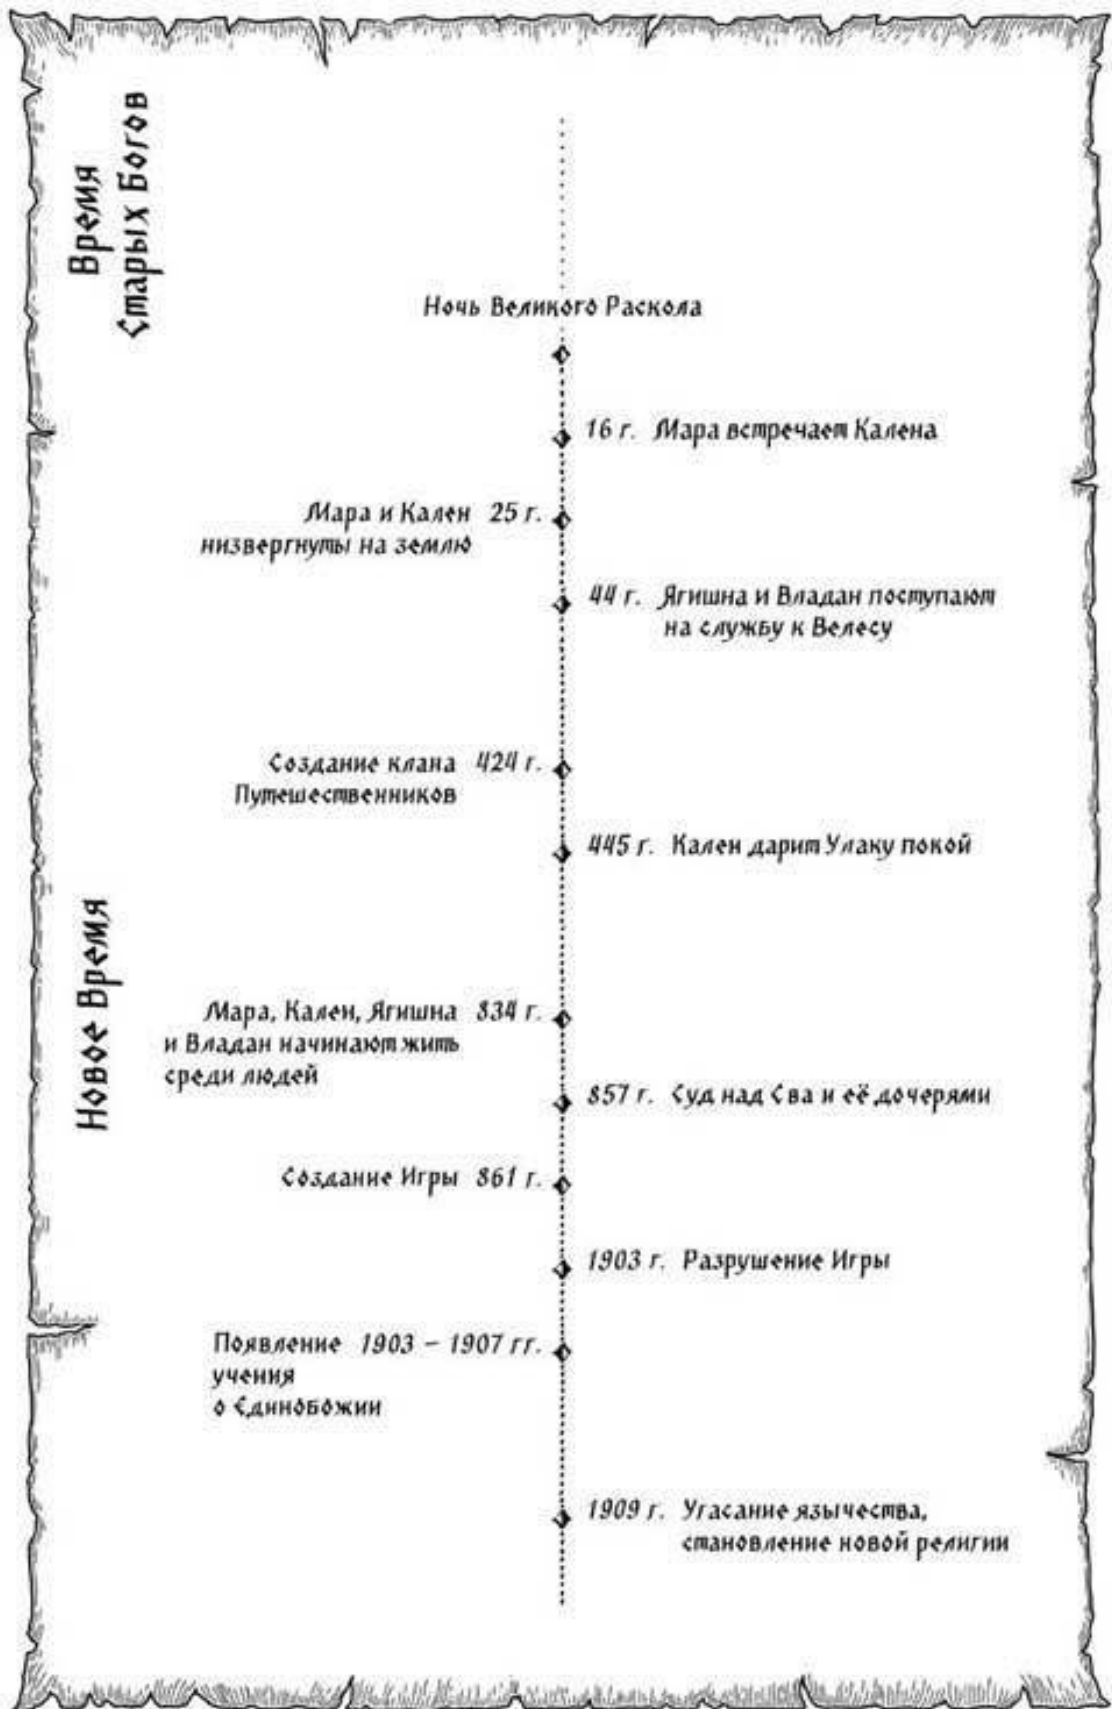 Время
Старых Богов
Ночь Великого Раскола
16 г. Мара встречает Калена
Мара и Кален 25 г.
низвергнуты на землю
44 г. Ягишна и Владан поступают
на службу к Велесу
Создание клана 424 г.
Путешественников
445 г. Кален дарит Улаку покой
Новое Время
Мара, Кален, Ягишна 834 г.
и Владан начинают жить
среди людей
857 г. Суд над Сва и её дочерями
Создание Игры 861 г.
1903 г. Разрушение Игры
Появление 1903 – 1907 гг.
учения
о Единобожии
1909 г. Угасание язычества,
становление новой религии